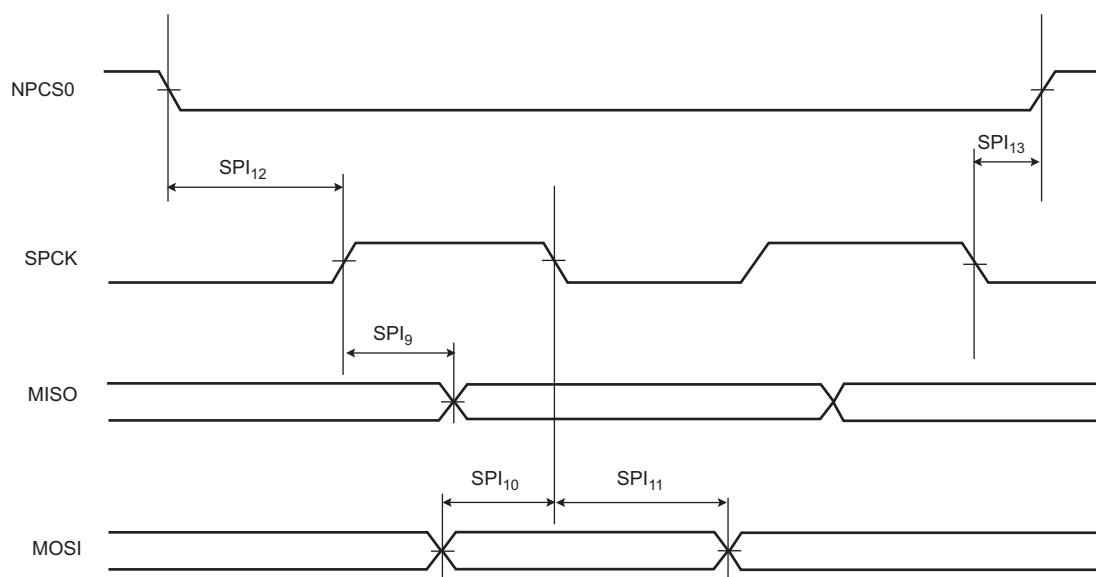 NPCS0
SPI₁₂
SPI₁₃
SPCK
SPI₉
MISO
SPI₁₀
SPI₁₁
MOSI